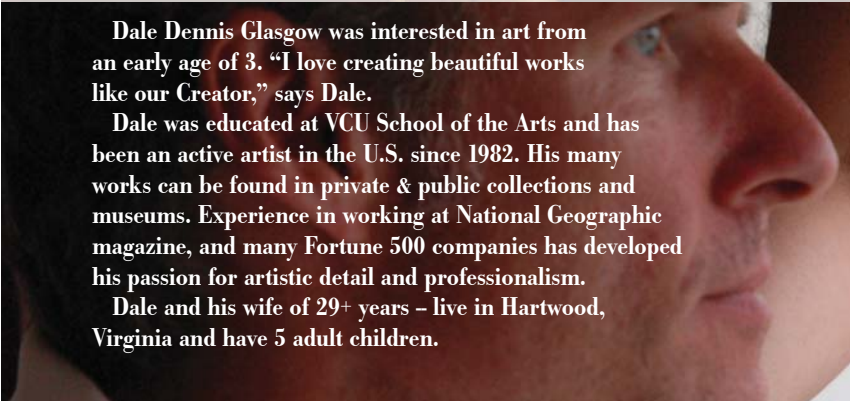 Dale Dennis Glasgow was interested in art from
an early age of 3. “I love creating beautiful works
like our Creator,” says Dale.
Dale was educated at VCU School of the Arts and has
been an active artist in the U.S. since 1982. His many
works can be found in private & public collections and
museums. Experience in working at National Geographic
magazine, and many Fortune 500 companies has developed
his passion for artistic detail and professionalism.
Dale and his wife of 29+ years – live in Hartwood,
Virginia and have 5 adult children.